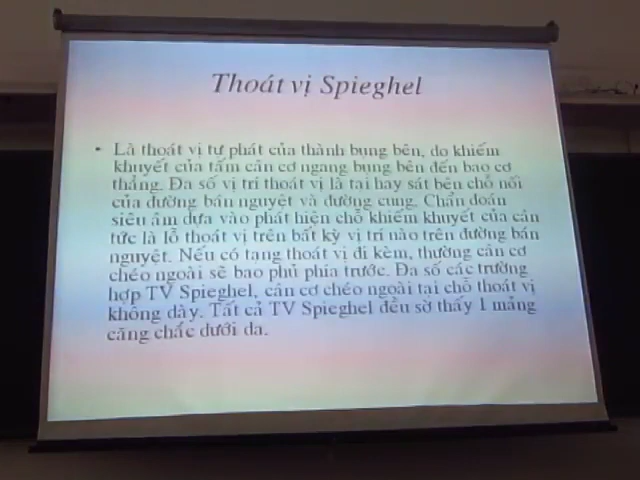 Thoát vị Spieghel
• Là thoát vị tự phát của thành bụng bên, do khiếm
khuyết của tấm cân cơ ngang bụng bên đến bao cơ
thẳng. Đa số vị trí thoát vị là tại hay sát bên chỗ nối
của đường bán nguyệt và đường cung. Chẩn đoán
siêu âm dựa vào phát hiện chỗ khiếm khuyết của cân
tức là lỗ thoát vị trên bất kỳ vị trí nào trên đường bán
nguyệt. Nếu có tạng thoát vị đi kèm, thường cân cơ
chéo ngoài sẽ bao phủ phía trước. Đa số các trường
hợp TV Spieghel, cân cơ chéo ngoài tại chỗ thoát vị
không dày. Tất cả TV Spieghel đều sờ thấy 1 mảng
căng chắc dưới da.